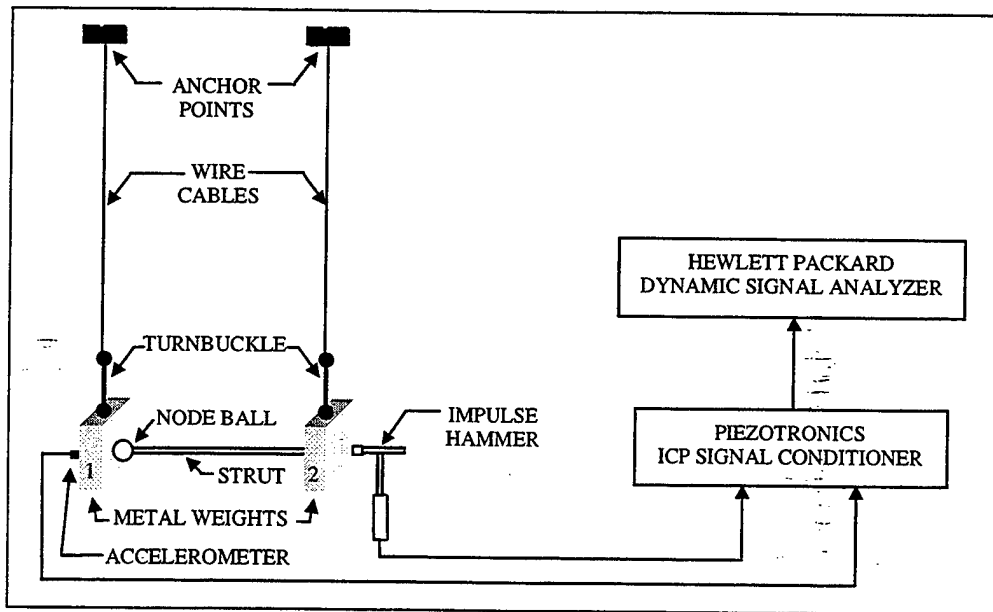 ANCHOR
POINTS
WIRE
CABLES
HEWLETT PACKARD
DYNAMIC SIGNAL ANALYZER
TURNBUCKLE
NODE BALL
IMPULSE
HAMMER
PIEZOTRONICS
ICP SIGNAL CONDITIONER
1
STRUT
2
METAL WEIGHTS
ACCELEROMETER